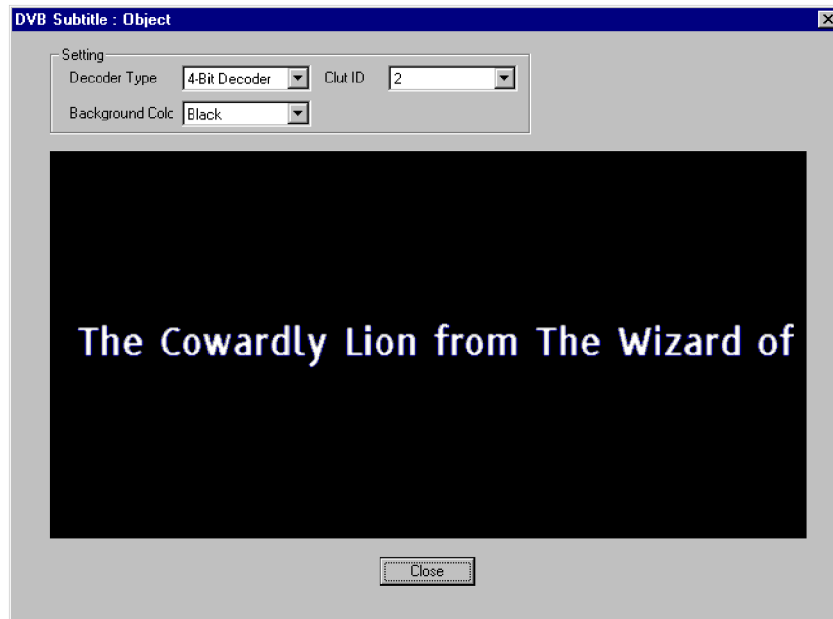 DVB Subtitle : Object
Setting
Decoder Type 4-Bit Decoder Clut ID 2
Background Colc Black
The Cowardly Lion from The Wizard of
Close